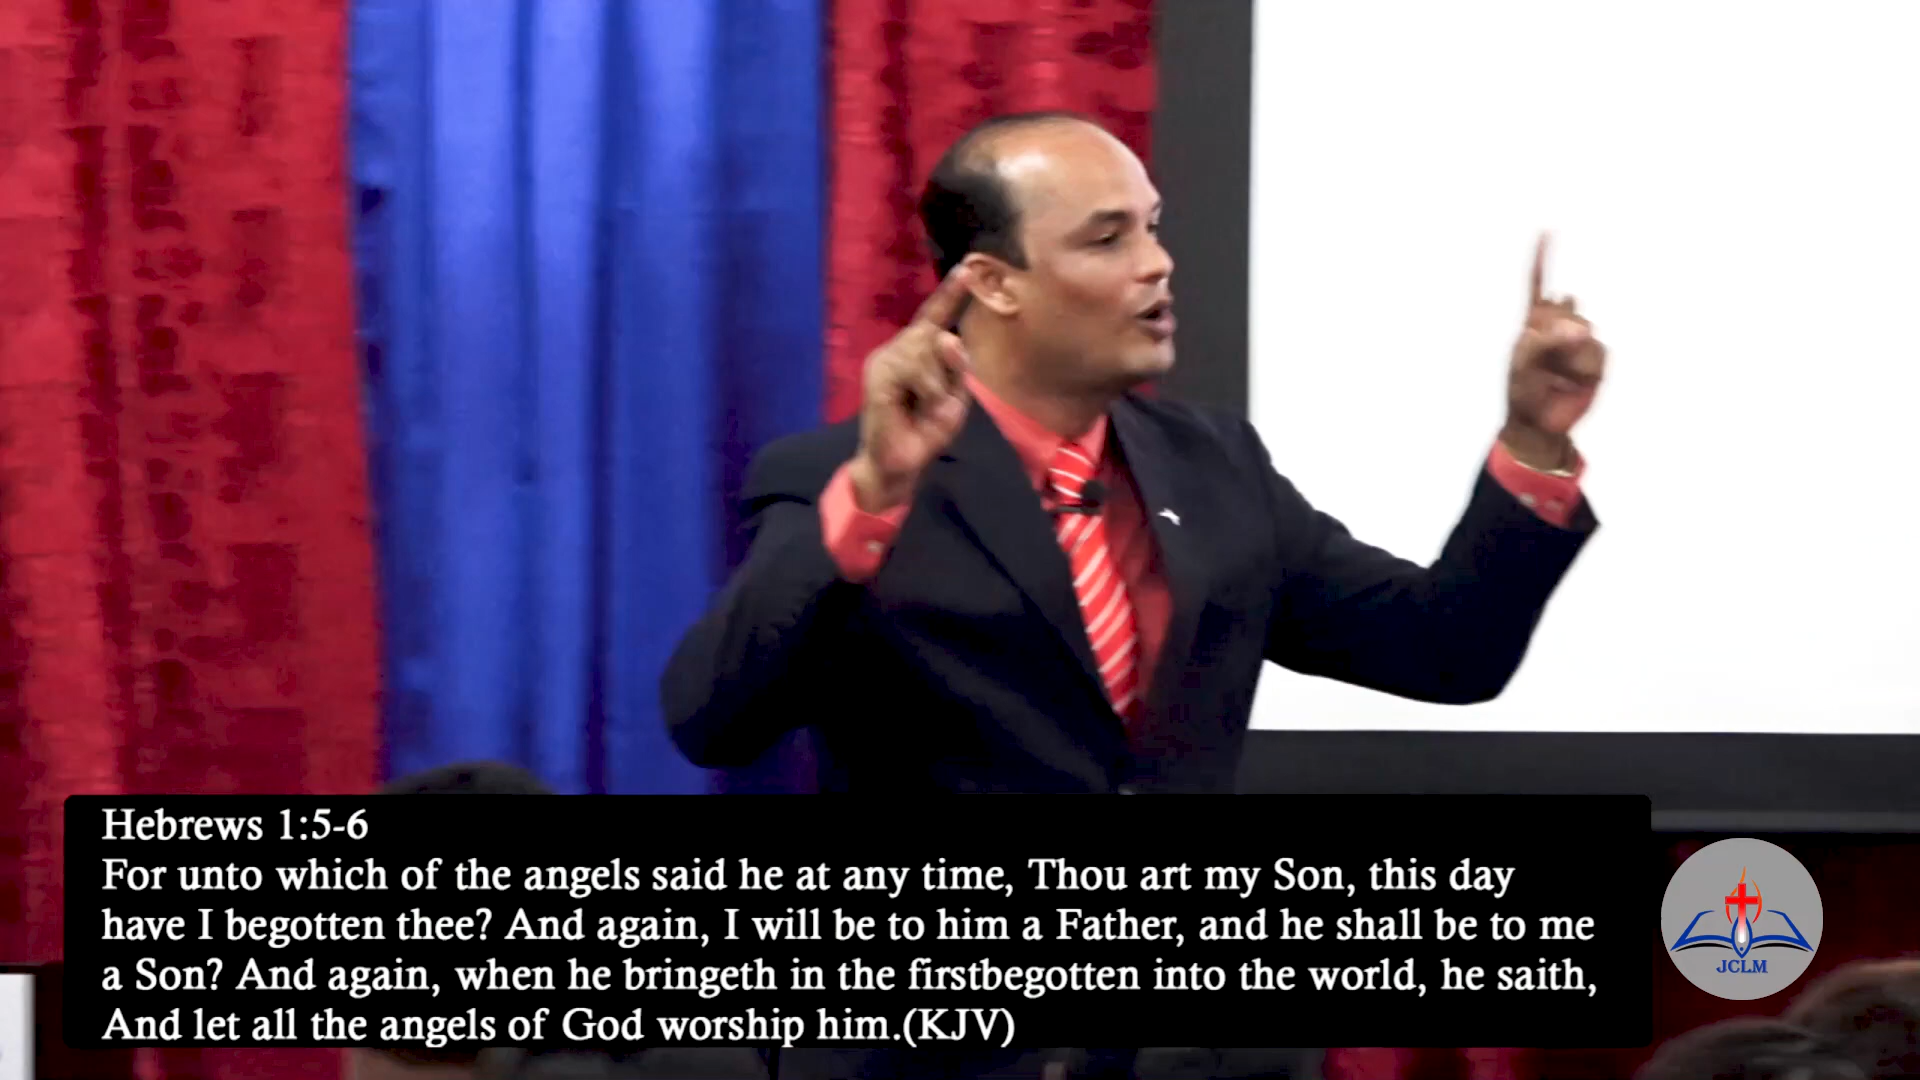 Hebrews 1:5-6
For unto which of the angels said he at any time, Thou art my Son, this day
have I begotten thee? And again, I will be to him a Father, and he shall be to me
a Son? And again, when he bringeth in the firstbegotten into the world, he saith,
And let all the angels of God worship him.(KJV)
JCLM